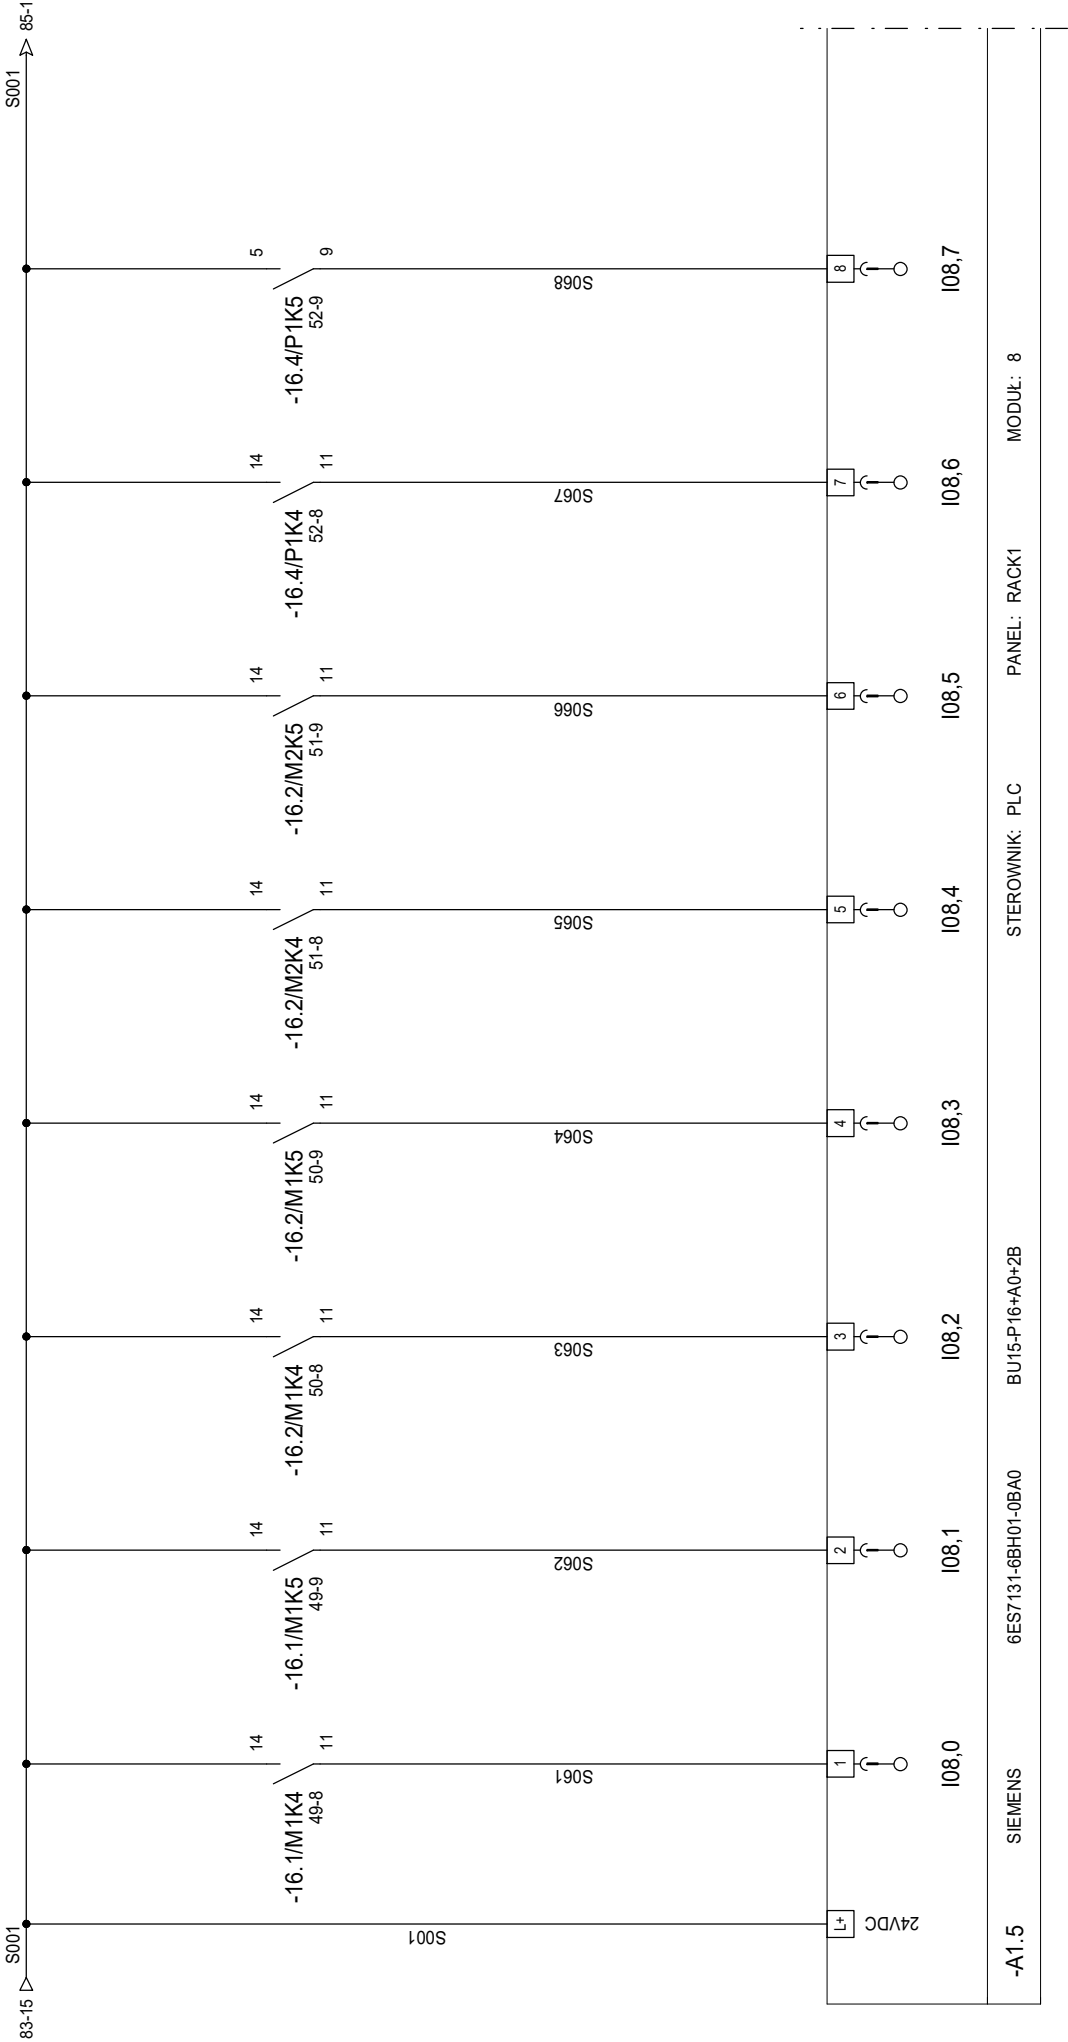 83-15
S001
S001
85-1
S001
L+
24VDC
14
11
-16.1/M1K4
49-8
S061
1
I08,0
14
11
-16.1/M1K5
49-9
S062
2
I08,1
14
11
-16.2/M1K4
50-8
S063
3
I08,2
14
11
-16.2/M1K5
50-9
S064
4
I08,3
14
11
-16.2/M2K4
51-8
S065
5
I08,4
14
11
-16.2/M2K5
51-9
S066
6
I08,5
14
11
-16.4/P1K4
52-8
S067
7
I08,6
5
9
-16.4/P1K5
52-9
S068
8
I08,7
-A1.5 SIEMENS 6ES7131-6BH01-0BA0 BU15-P16+A0+2B STEROWNIK: PLC PANEL: RACK1 MODUŁ: 8